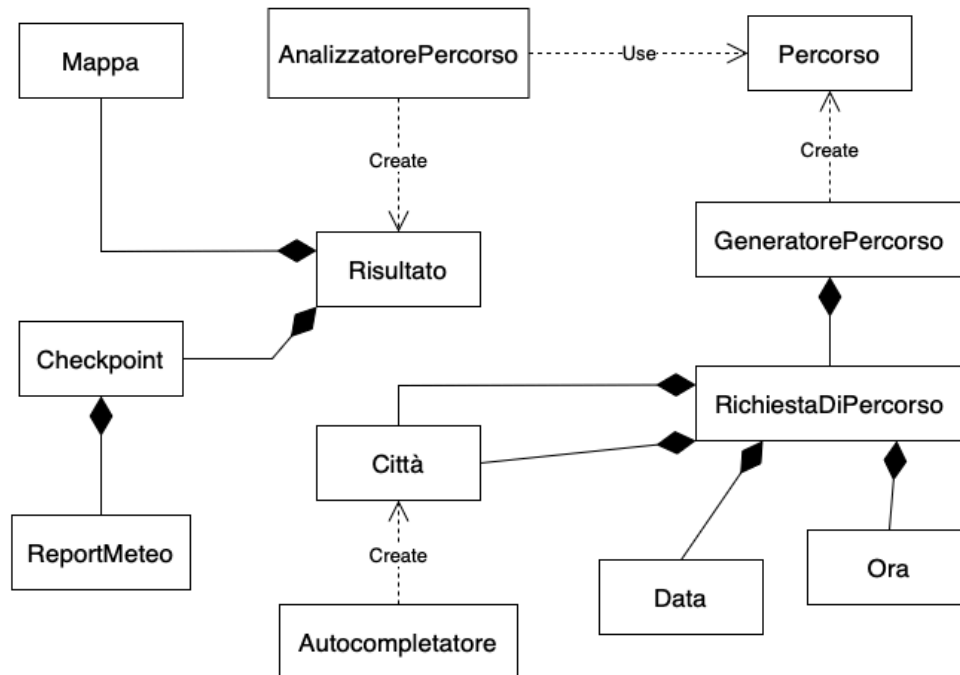 Mappa
AnalizzatorePercorso
Use
Percorso
Create
Create
GeneratorePercorso
Risultato
Checkpoint
RichiestaDiPercorso
Città
ReportMeteo
Create
Ora
Data
Autocompletatore